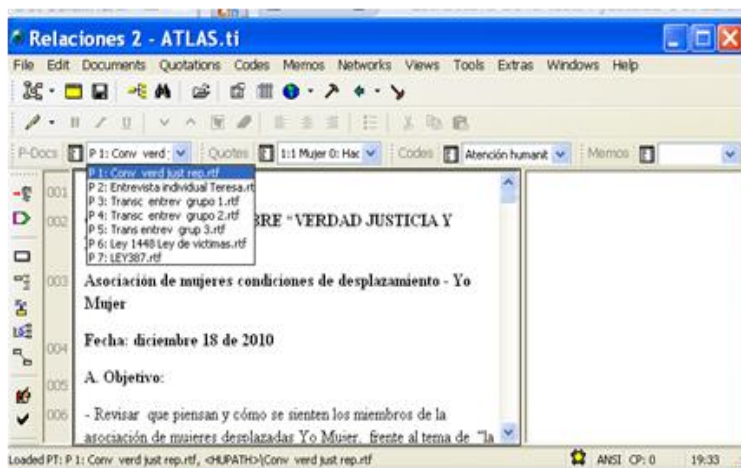 Relaciones 2 - ATLAS.ti
File Edit Documents Quotations Codes Memos Networks Views Tools Extras Windows Help
P-Docs P 1: Conv verd Quotes 1:1 Mujer 0: Hac Codes Atención humanit Memos
P 1: Conv verd just rep.rtf
P 2: Entrevista individual Teresa.rt
P 3: Transc entrev grupo 1.rtf
P 4: Transc entrev grupo 2.rtf
P 5: Trans entrev grup 3.rtf
P 6: Ley 1448 Ley de victimas.rtf
P 7: LEY387.rtf
001
002 BRE "VERDAD JUSTICIA Y
003 Asociación de mujeres condiciones de desplazamiento - Yo
Mujer
Fecha: diciembre 18 de 2010
004
A. Objetivo:
005
006 - Revisar que piensan y cómo se sienten los miembros de la
asociación de mujeres desplazadas Yo Mujer, frente al tema de "la
Loaded PT: P 1: Conv verd just rep.rtf, <HUPATH>\Conv verd just rep.rtf ANSI CP: 0 19:33